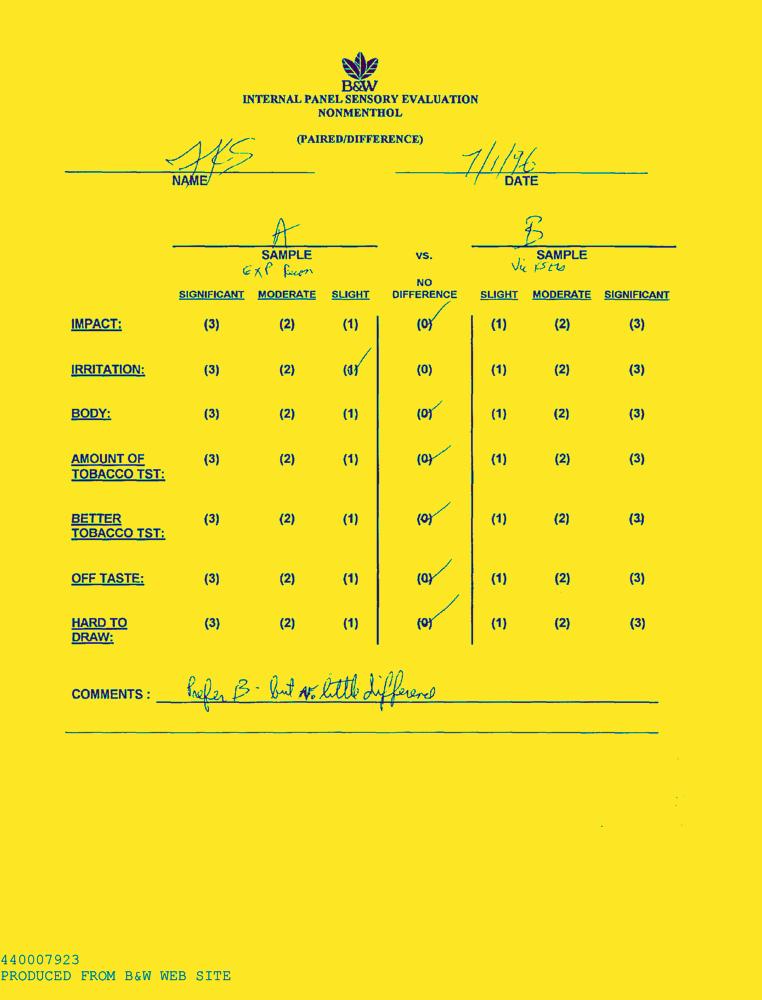 B&W
INTERNAL PANEL SENSORY EVALUATION
NONMENTHOL
(PAIRED/DIFFERENCE)
7/1/96
NAME DATE
A B
SAMPLE vs. SAMPLE
EXP Recon
NO
SIGNIFICANT MODERATE SLIGHT DIFFERENCE SLIGHT MODERATE SIGNIFICANT
IMPACT: (3) (2) (1) (0) (1) (2) (3)
IRRITATION: (3) (2) (1) (0) (1) (2) (3)
BODY: (3) (2) (1) (0) (1) (2) (3)
AMOUNT OF (3) (2) (1) (0) (1) (2) (3)
TOBACCO TST:
BETTER (3) (2) (1) (0) (1) (2) (3)
TOBACCO TST:
OFF TASTE: (3) (2) (1) (0) (1) (2) (3)
HARD TO (3) (2) (1) (0) (1) (2) (3)
DRAW:
COMMENTS : Prefer B - but little difference
440007923
PRODUCED FROM B&W WEB SITE